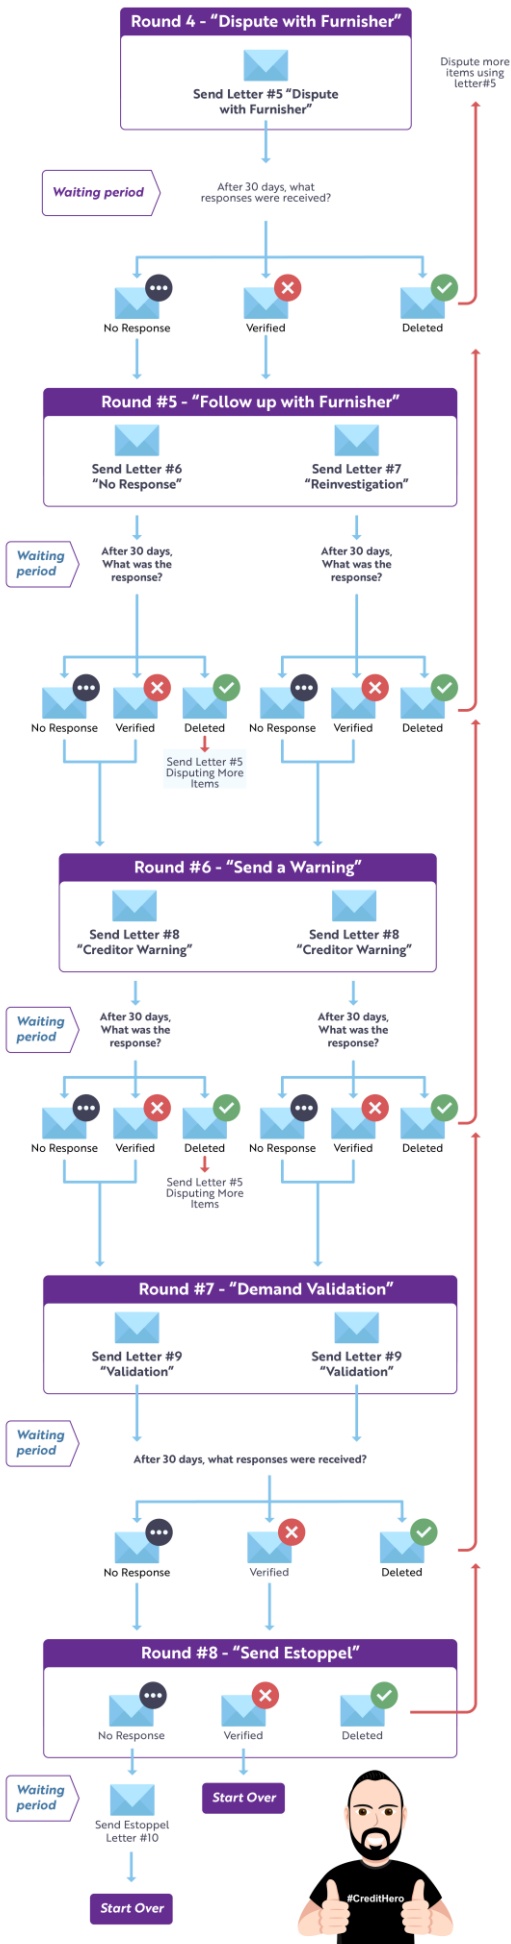 Round 4 - “Dispute with Furnisher”
Send Letter #5 “Dispute
with Furnisher”
Dispute more
items using
letter#5
Waiting period
After 30 days, what
responses were received?
No Response
Verified
Deleted
Round #5 - “Follow up with Furnisher”
Send Letter #6
“No Response”
Send Letter #7
“Reinvestigation”
Waiting
period
After 30 days,
What was the
response?
After 30 days,
What was the
response?
No Response
Verified
Deleted
No Response
Verified
Deleted
Send Letter #5
Disputing More
Items
Round #6 - “Send a Warning”
Send Letter #8
“Creditor Warning”
Send Letter #8
“Creditor Warning”
Waiting
period
After 30 days,
What was the
response?
After 30 days,
What was the
response?
No Response
Verified
Deleted
No Response
Verified
Deleted
Send Letter #5
Disputing More
Items
Round #7 - “Demand Validation”
Send Letter #9
“Validation”
Send Letter #9
“Validation”
Waiting
period
After 30 days, what responses were received?
No Response
Verified
Deleted
Round #8 - “Send Estoppel”
No Response
Verified
Deleted
Waiting
period
Send Estoppel
Letter #10
Start Over
Start Over
#CreditHero